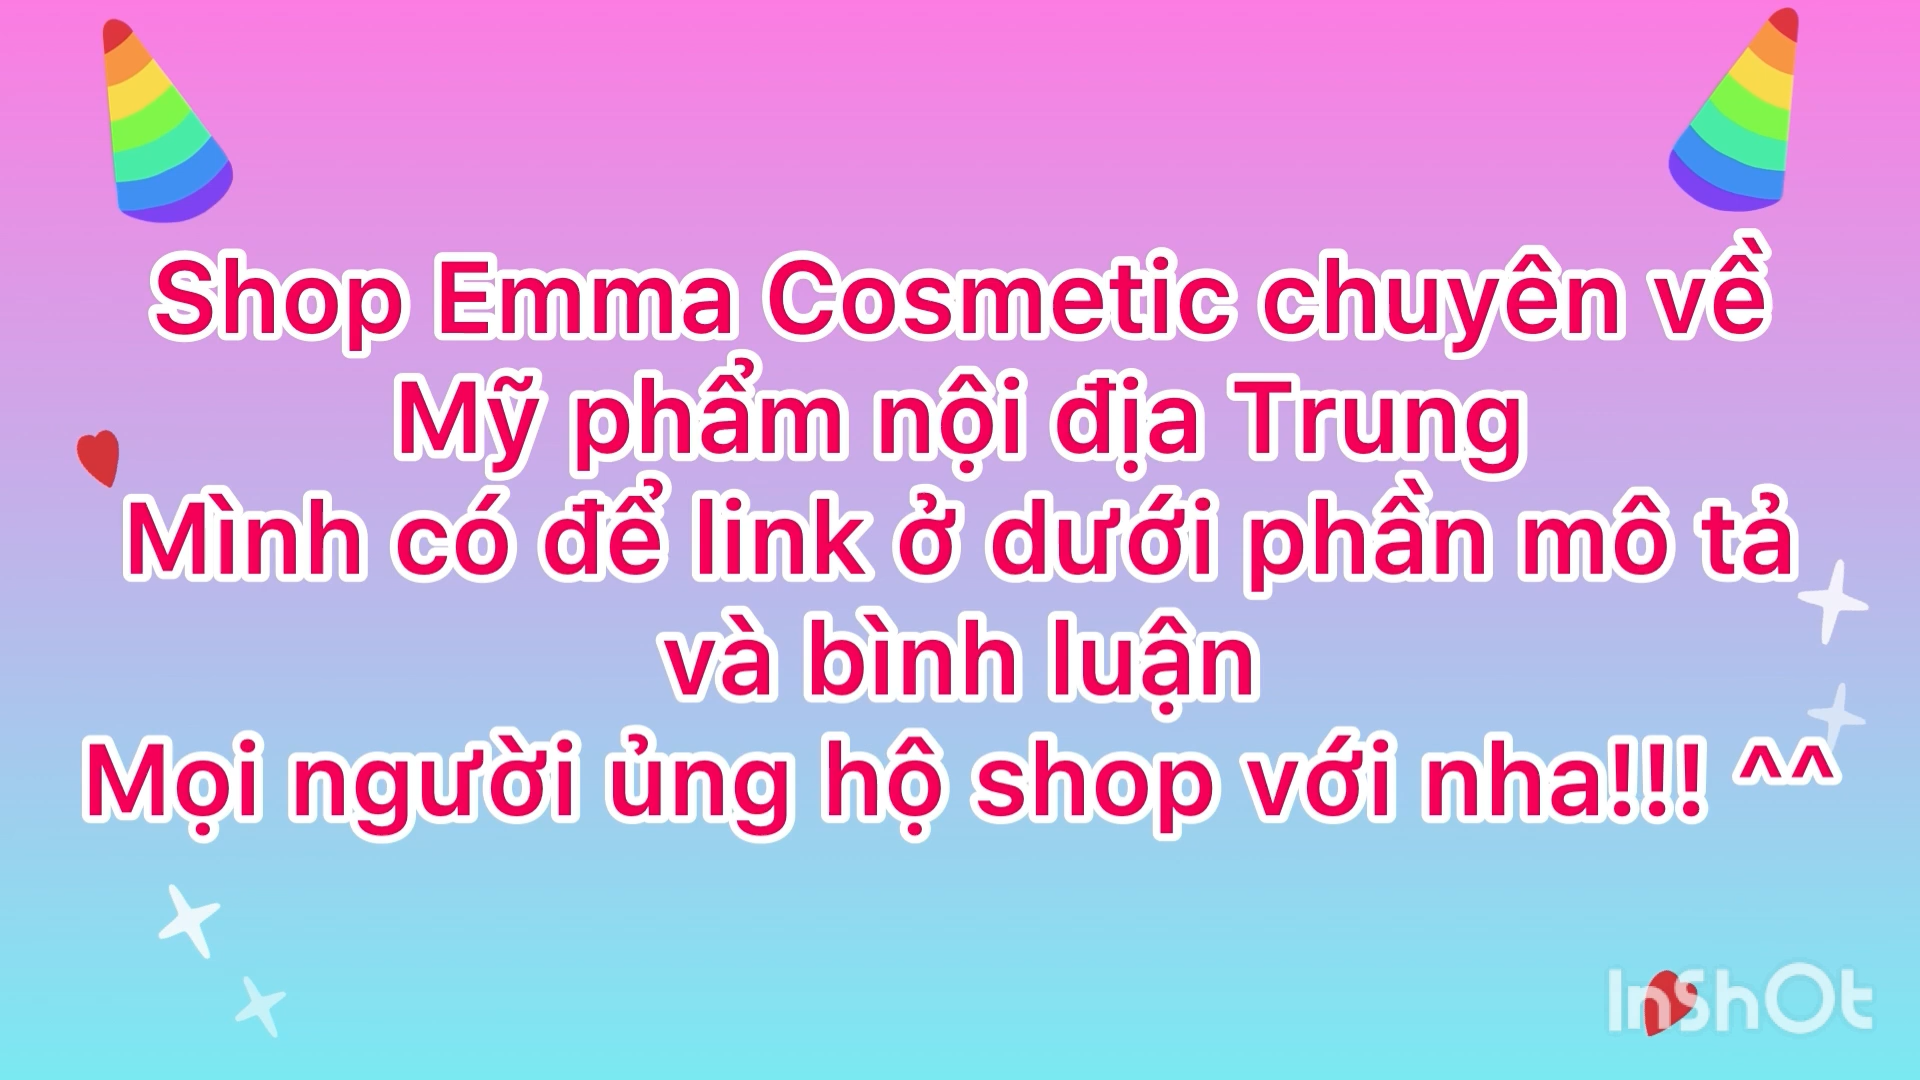 Shop Emma Cosmetic chuyên về
Mỹ phẩm nội địa Trung
Mình có để link ở dưới phần mô tả
và bình luận
Mọi người ủng hộ shop với nha!!! ^^
InShOt